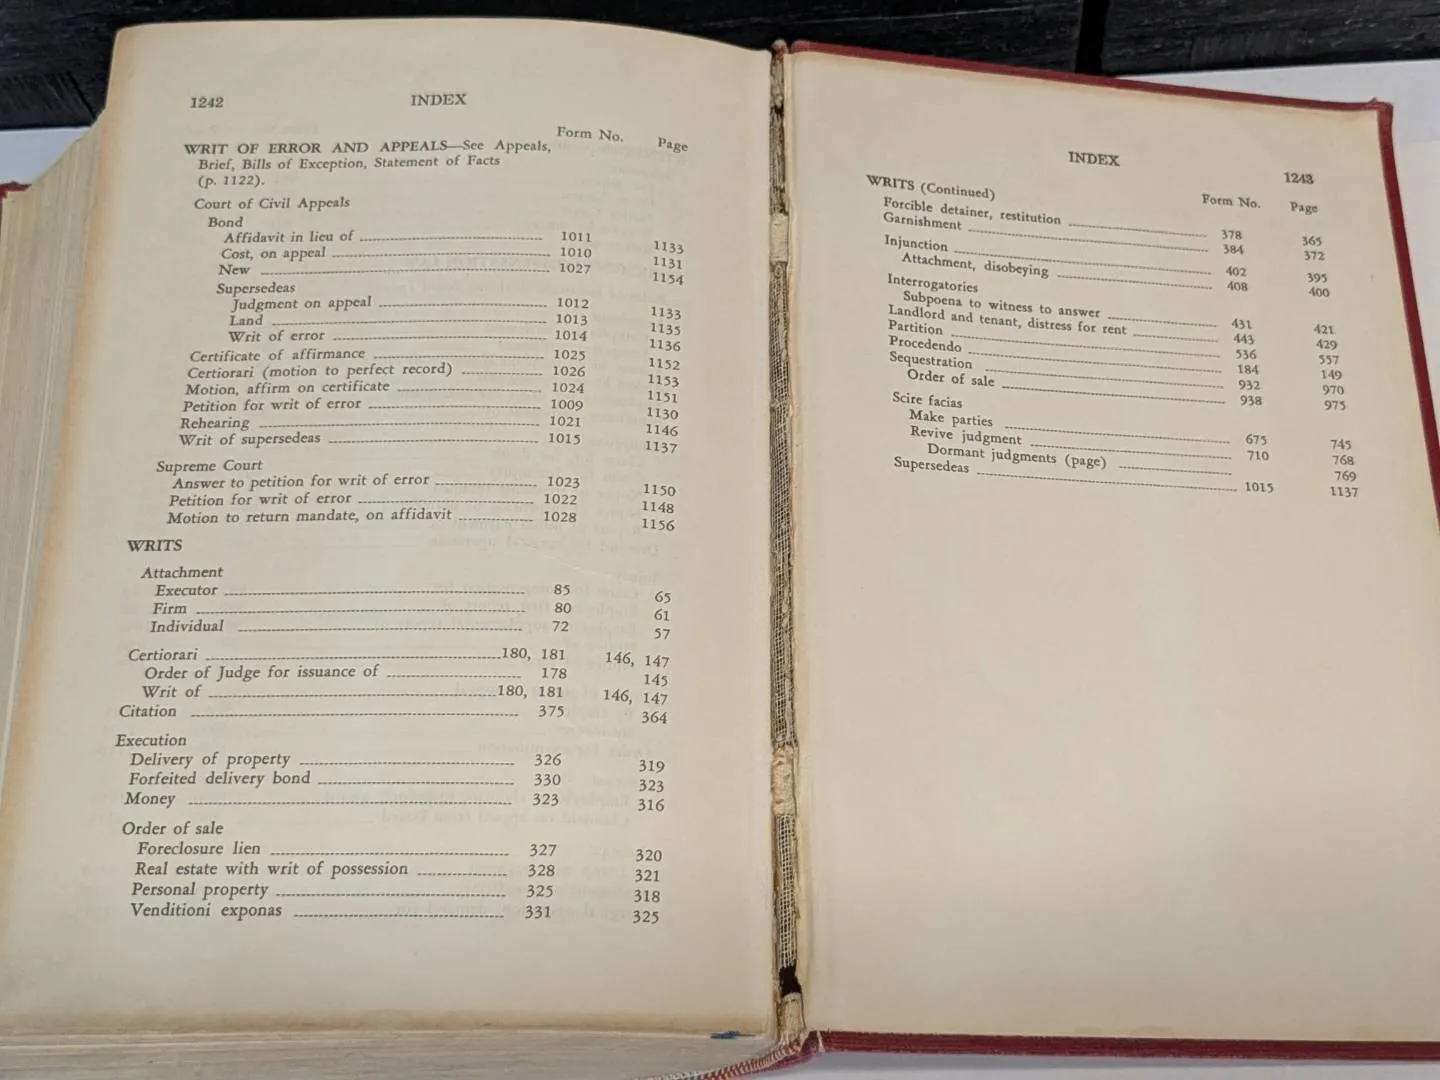 1242 INDEX
Form No. Page
WRIT OF ERROR AND APPEALS—See Appeals,
Brief, Bills of Exception, Statement of Facts
(p. 1122).
Court of Civil Appeals
Bond
Affidavit in lieu of 1011 1133
Cost, on appeal 1010 1131
New 1027 1154
Supersedeas
Judgment on appeal 1012 1133
Land 1013 1135
Writ of error 1014 1136
Certificate of affirmance 1025 1152
Certiorari (motion to perfect record) 1026 1153
Motion, affirm on certificate 1024 1151
Petition for writ of error 1009 1130
Rehearing 1021 1146
Writ of supersedeas 1015 1137
Supreme Court
Answer to petition for writ of error 1023 1150
Petition for writ of error 1022 1148
Motion to return mandate, on affidavit 1028 1156
WRITS
Attachment
Executor 85 65
Firm 80 61
Individual 72 57
Certiorari 180, 181 146, 147
Order of Judge for issuance of 178 145
Writ of 180, 181 146, 147
Citation 375 364
Execution
Delivery of property 326 319
Forfeited delivery bond 330 323
Money 323 316
Order of sale
Foreclosure lien 327 320
Real estate with writ of possession 328 321
Personal property 325 318
Venditioni exponas 331 325
INDEX 1243
WRITS (Continued) Form No. Page
Forcible detainer, restitution 378 365
Garnishment 384 372
Injunction 402 395
Attachment, disobeying 408 400
Interrogatories
Subpoena to witness to answer 431 421
Landlord and tenant, distress for rent 443 429
Partition 536 557
Procedendo 184 149
Sequestration 932 970
Order of sale 938 975
Scire facias
Make parties 675 745
Revive judgment 710 768
Dormant judgments (page) 769
Supersedeas 1015 1137